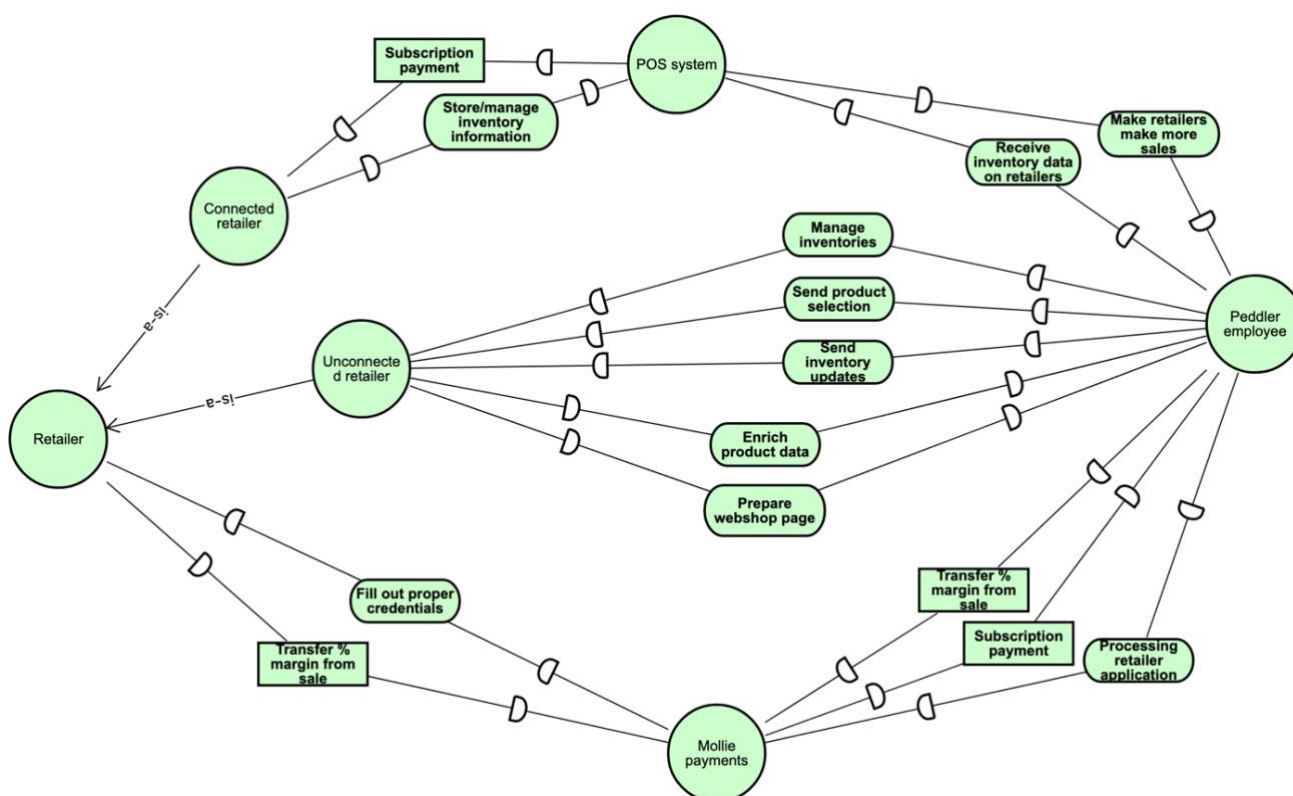 Subscription
payment
POS system
Store/manage
inventory
information
Make retailers
make more
sales
Receive
inventory data
on retailers
Connected
retailer
Manage
inventories
Send product
selection
Send
inventory
updates
Peddler
employee
is-a
Unconnecte
d retailer
is-a
Retailer
Enrich
product data
Prepare
webshop page
Fill out proper
credentials
Transfer %
margin from
sale
Transfer %
margin from
sale
Subscription
payment
Processing
retailer
application
Mollie
payments